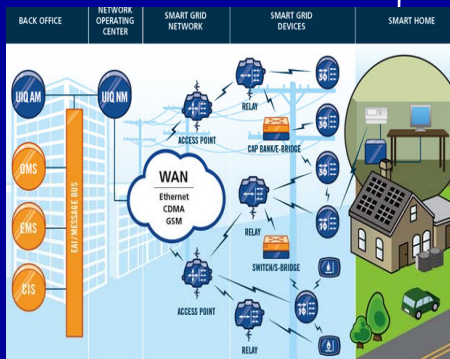 BACK OFFICE
NETWORK
OPERATING
CENTER
SMART GRID
NETWORK
SMART GRID
DEVICES
SMART HOME
UIQ AM
UIQ NM
OMS
EMS
CIS
EAI/MESSAGE BUS
ACCESS POINT
WAN
Ethernet
CDMA
GSM
ACCESS POINT
RELAY
CAP BANK/E-BRIDGE
RELAY
SWITCH/S-BRIDGE
RELAY